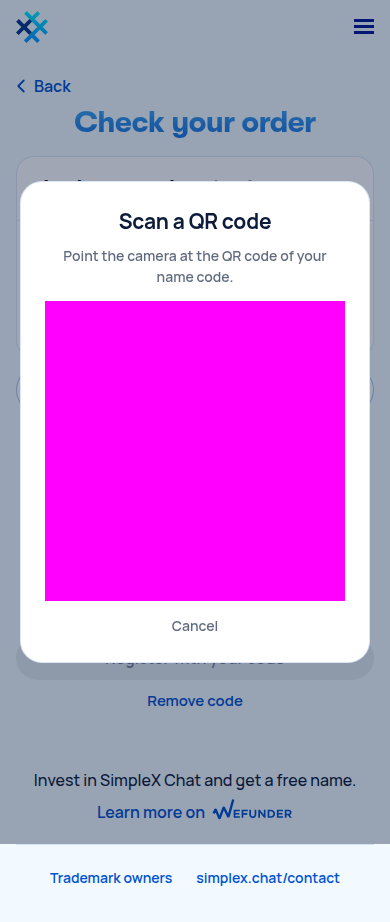 Back
Check your order
Scan a QR code
Point the camera at the QR code of your
name code.
Cancel
Remove code
Invest in SimpleX Chat and get a free name.
Learn more on WEFUNDER
Trademark owners simplex.chat/contact